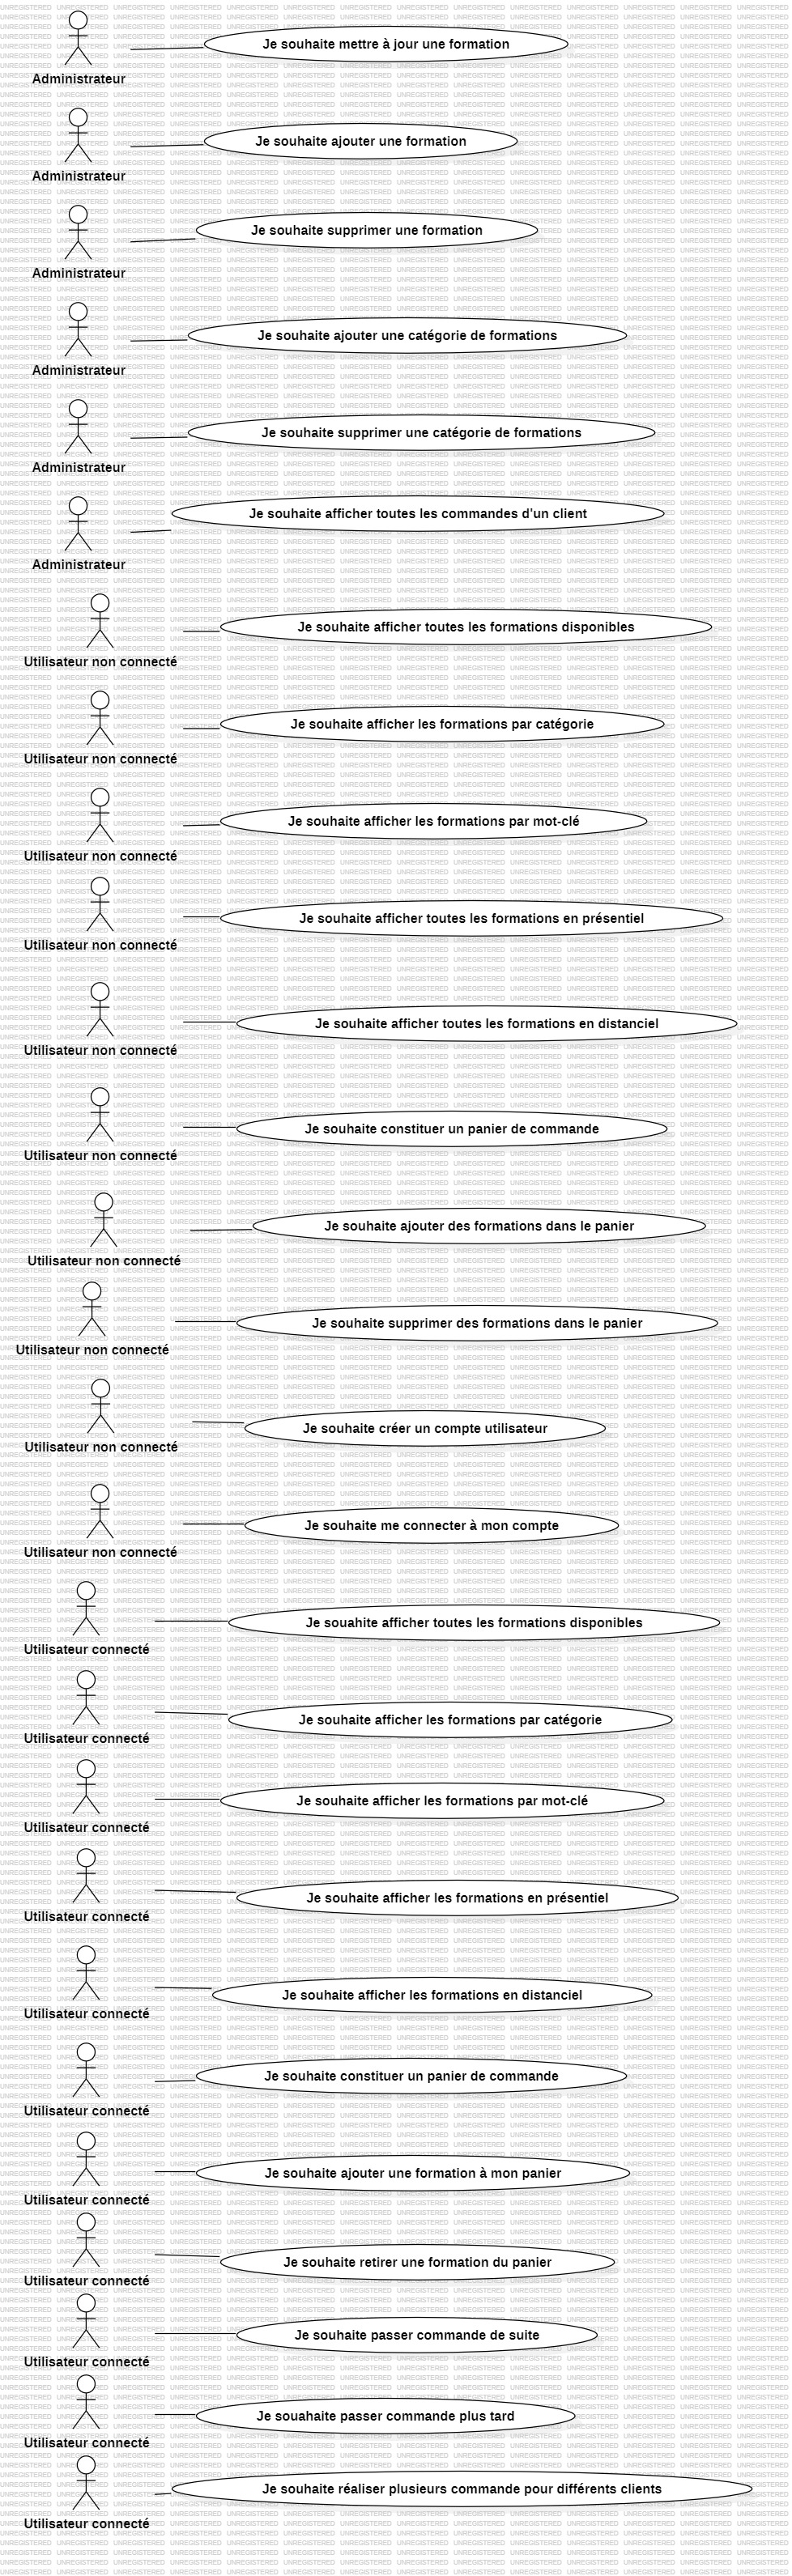 Je souhaite mettre à jour une formation
Administrateur
Je souhaite ajouter une formation
Administrateur
Je souhaite supprimer une formation
Administrateur
Je souhaite ajouter une catégorie de formations
Administrateur
Je souhaite supprimer une catégorie de formations
Administrateur
Je souhaite afficher toutes les commandes d'un client
Administrateur
Je souhaite afficher toutes les formations disponibles
Utilisateur non connecté
Je souhaite afficher les formations par catégorie
Utilisateur non connecté
Je souhaite afficher les formations par mot-clé
Utilisateur non connecté
Je souhaite afficher toutes les formations en présentiel
Utilisateur non connecté
Je souhaite afficher toutes les formations en distanciel
Utilisateur non connecté
Je souhaite constituer un panier de commande
Utilisateur non connecté
Je souhaite ajouter des formations dans le panier
Utilisateur non connecté
Je souhaite supprimer des formations dans le panier
Utilisateur non connecté
Je souhaite créer un compte utilisateur
Utilisateur non connecté
Je souhaite me connecter à mon compte
Utilisateur non connecté
Je souahite afficher toutes les formations disponibles
Utilisateur connecté
Je souhaite afficher les formations par catégorie
Utilisateur connecté
Je souhaite afficher les formations par mot-clé
Utilisateur connecté
Je souhaite afficher les formations en présentiel
Utilisateur connecté
Je souhaite afficher les formations en distanciel
Utilisateur connecté
Je souhaite constituer un panier de commande
Utilisateur connecté
Je souhaite ajouter une formation à mon panier
Utilisateur connecté
Je souhaite retirer une formation du panier
Utilisateur connecté
Je souhaite passer commande de suite
Utilisateur connecté
Je souahaite passer commande plus tard
Utilisateur connecté
Je souhaite réaliser plusieurs commande pour différents clients
Utilisateur connecté